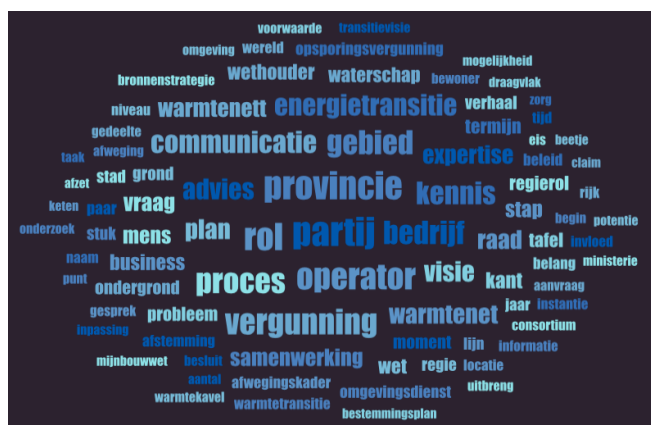 voorwaarde transitievisie
omgeving wereld opsporingsvergunning
mogelijkheid
bronnenstrategie wethouder waterschap bewoner draagvlak
niveau warmtenett energietransitie verhaal zorg
tijd
gedeelte communicatie gebied termijn eis beetje
taak afweging expertise beleid claim
afzet stad grond advies provincie kennis regierol rijk
keten paar vraag stap begin potentie
onderzoek stuk mens plan rol partij bedrijf raad tafel invloed
naam business proces operator visie kant belang ministerie
punt ondergrond aanvraag
gesprek probleem vergunning warmtenet jaar instantie
consortium
inpassing afstemming moment lijn informatie
mijnbouwwet besluit samenwerking wet regie locatie
aantal afwegingskader omgevingsdienst uitbreng
warmtekavel warmtetransitie
bestemmingsplan